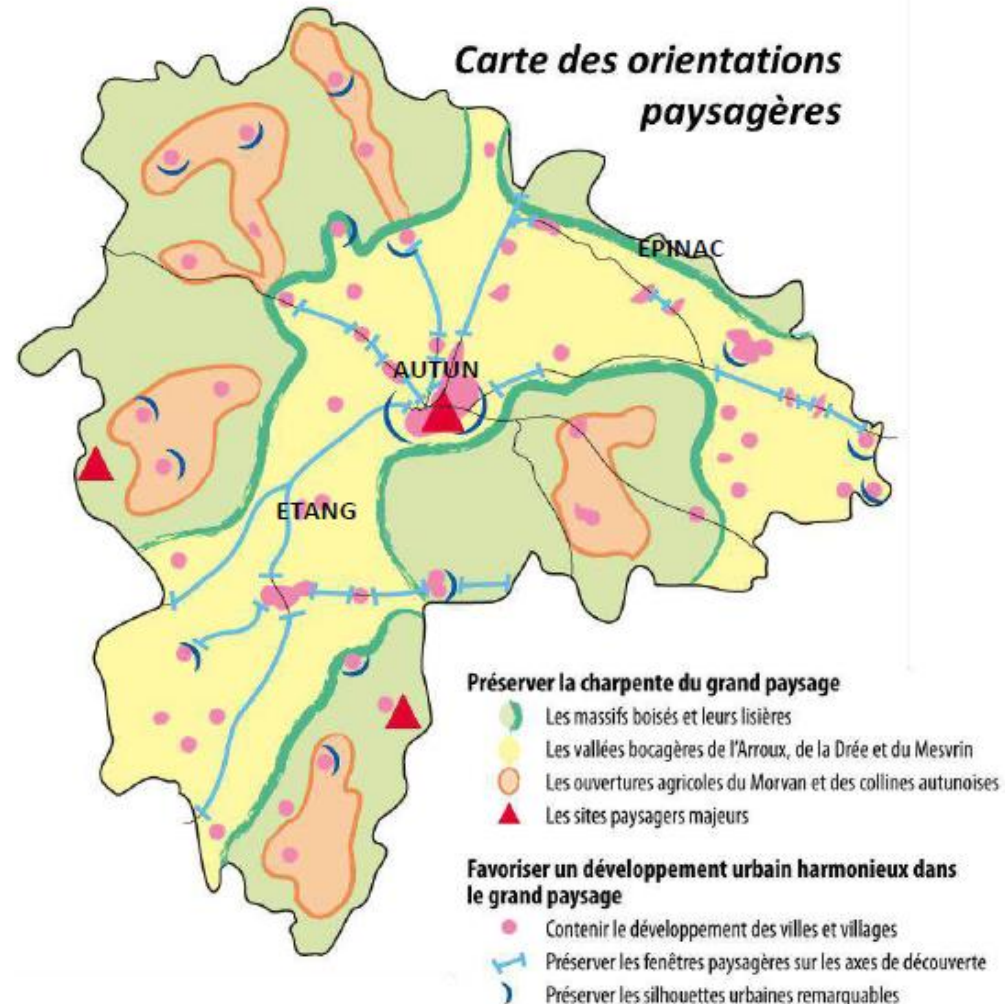 Carte des orientations
paysagères
EPINAC
AUTUN
ETANG
Préserver la charpente du grand paysage
Les massifs boisés et leurs lisières
Les vallées bocagères de l'Arroux, de la Drée et du Mesvrin
Les ouvertures agricoles du Morvan et des collines autunoises
Les sites paysagers majeurs
Favoriser un développement urbain harmonieux dans
le grand paysage
Contenir le développement des villes et villages
Préserver les fenêtres paysagères sur les axes de découverte
Préserver les silhouettes urbaines remarquables